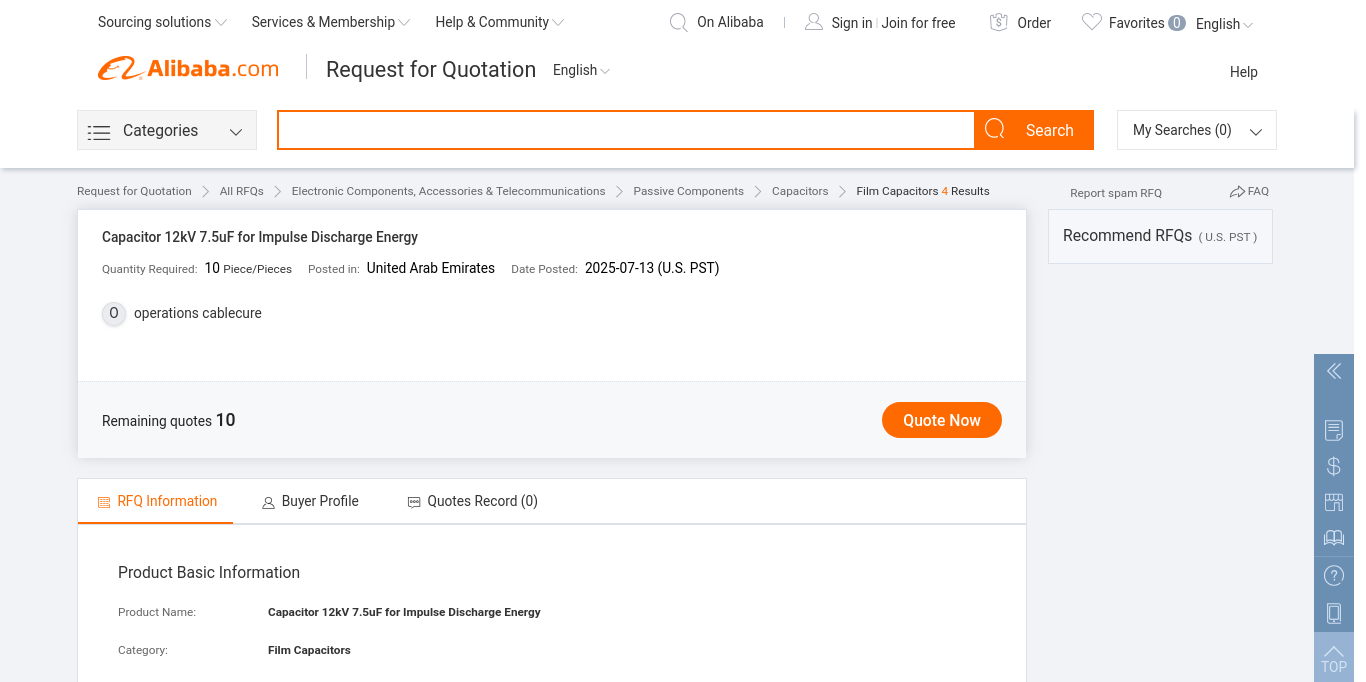 Sourcing solutions Services & Membership Help & Community On Alibaba Sign in Join for free Order Favorites 0 English
Alibaba.com Request for Quotation English Help
Categories Search My Searches (0)
Request for Quotation All RFQs Electronic Components, Accessories & Telecommunications Passive Components Capacitors Film Capacitors 4 Results Report spam RFQ FAQ
Capacitor 12kV 7.5uF for Impulse Discharge Energy
Recommend RFQs ( U.S. PST )
Quantity Required: 10 Piece/Pieces Posted in: United Arab Emirates Date Posted: 2025-07-13 (U.S. PST)
O operations cablecure
Remaining quotes 10 Quote Now
RFQ Information Buyer Profile Quotes Record (0)
Product Basic Information
Product Name: Capacitor 12kV 7.5uF for Impulse Discharge Energy
Category: Film Capacitors
TOP